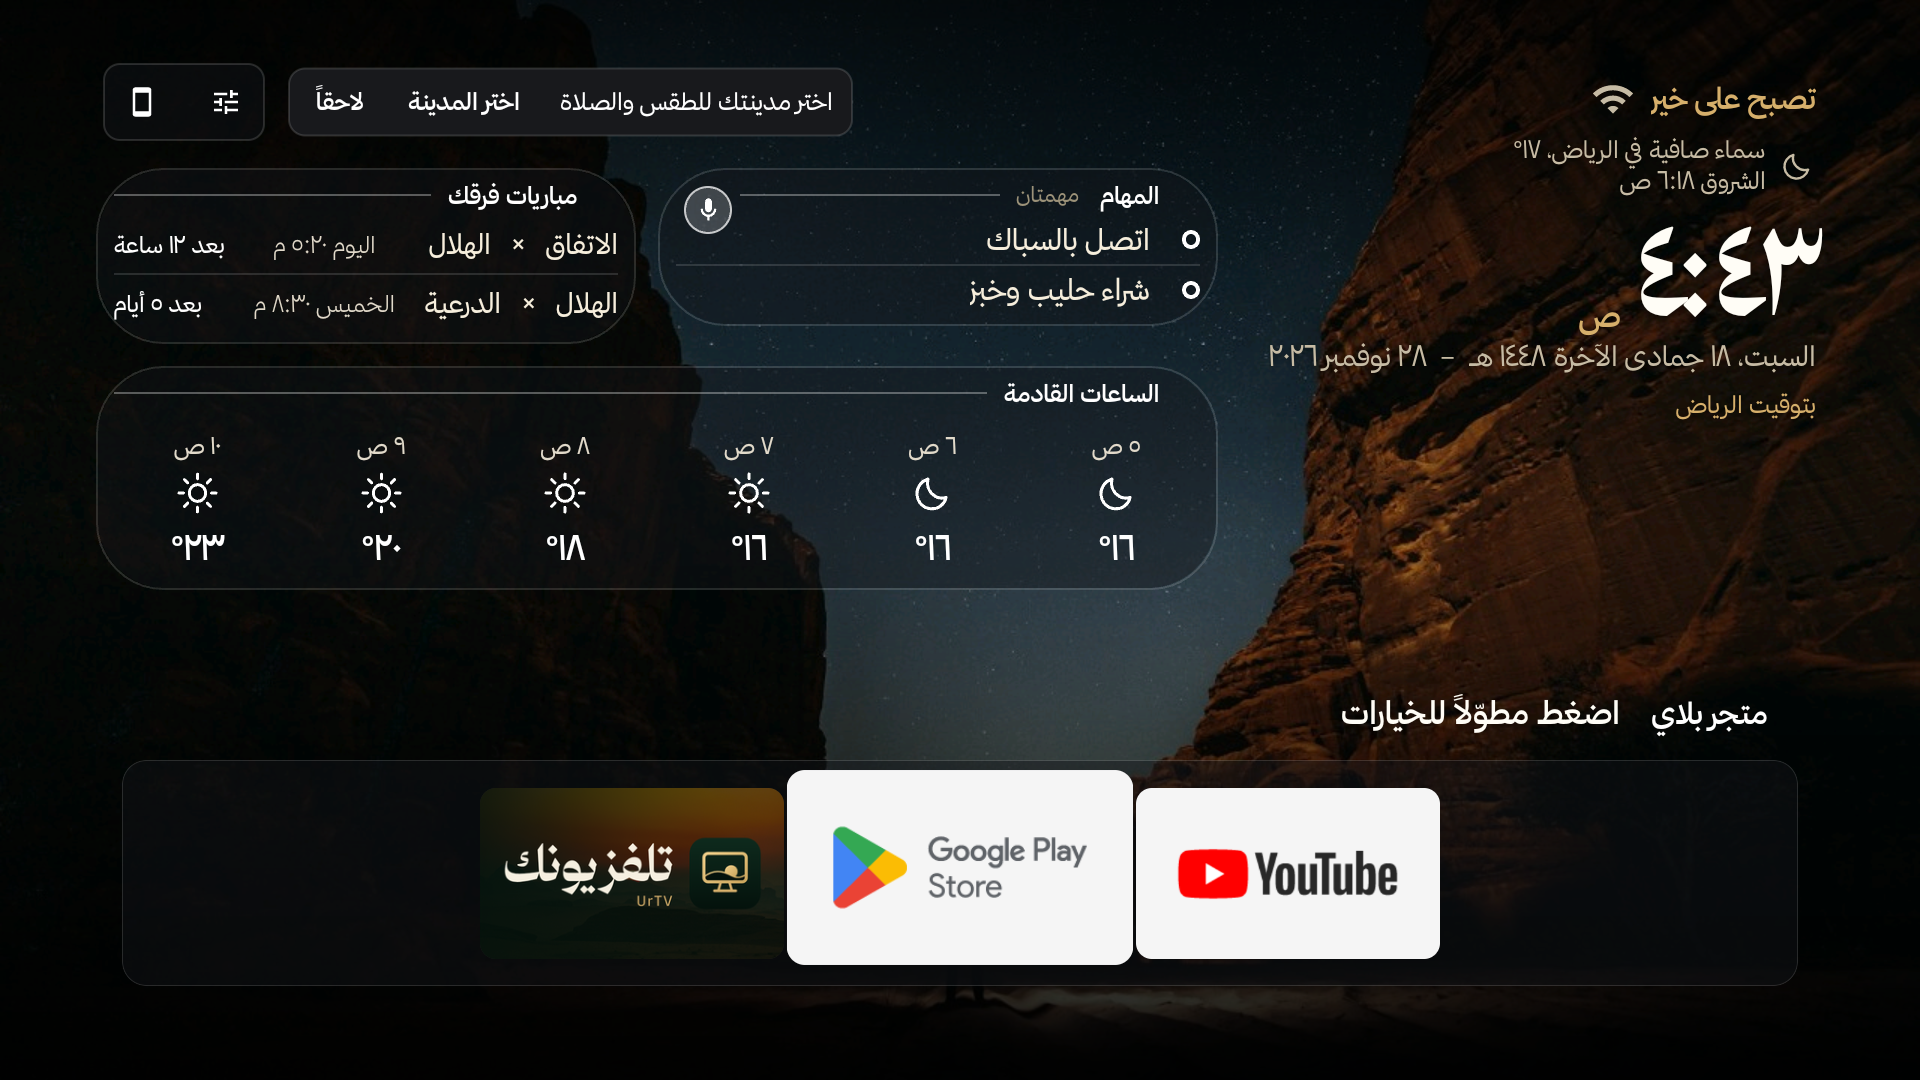 تصبح على خير
سماء صافية في الرياض، ١٧°
الشروق ٦:١٨ ص
٤:٤٣ ص
السبت، ١٨ جمادى الآخرة ١٤٤٨ هـ – ٢٨ نوفمبر ٢٠٢٦
بتوقيت الرياض
اختر مدينتك للطقس والصلاة اختر المدينة لاحقاً
المهام مهمتان
اتصل بالسباك
شراء حليب وخبز
مباريات فرقك
الاتفاق × الهلال اليوم ٥:٢٠ م بعد ١٢ ساعة
الهلال × الدرعية الخميس ٨:٣٠ م بعد ٥ أيام
الساعات القادمة
٥ ص ٦ ص ٧ ص ٨ ص ٩ ص ١٠ ص
١٦° ١٦° ١٦° ١٨° ٢٠° ٢٣°
متجر بلاي اضغط مطوّلاً للخيارات
YouTube
Google Play
Store
تلفزيونك
UrTV